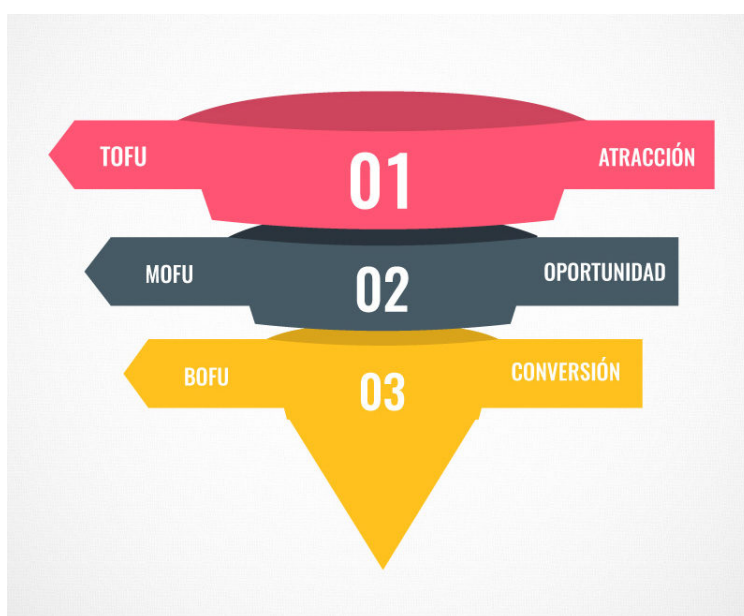 TOFU
01
ATRACCIÓN
MOFU
02
OPORTUNIDAD
BOFU
03
CONVERSIÓN